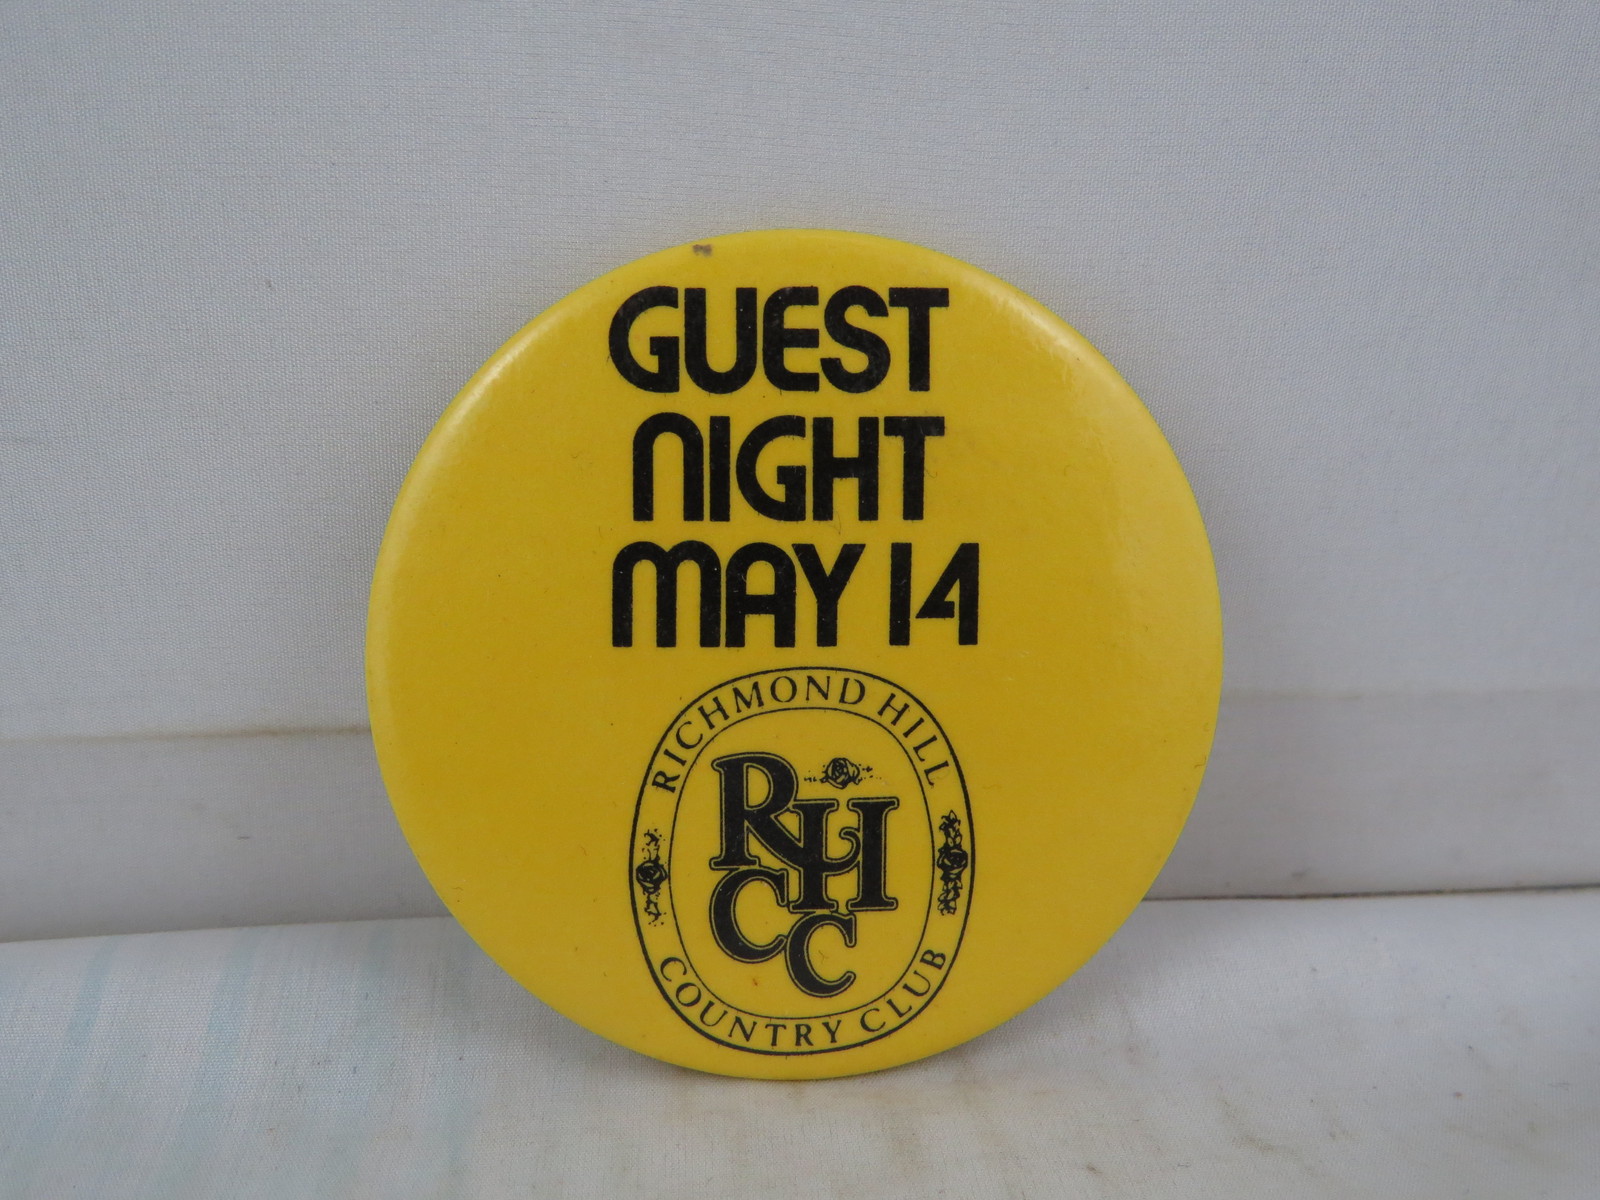 GUEST
NIGHT
MAY 14
RICHMOND HILL
RHCC
COUNTRY CLUB